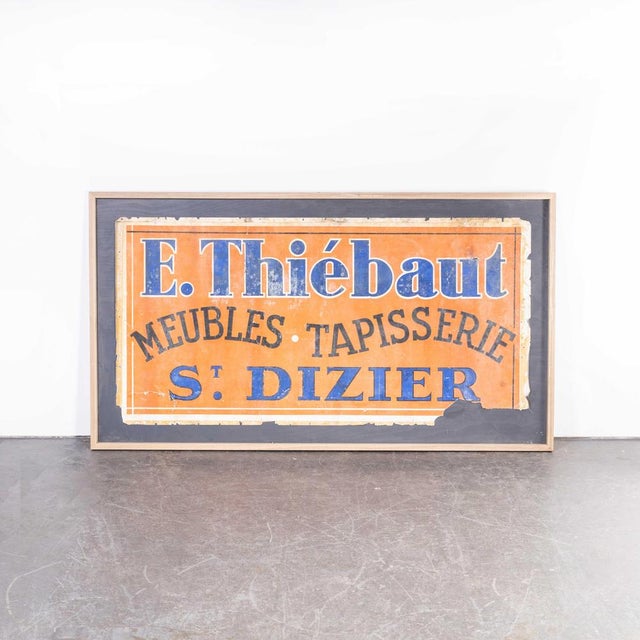 E. Thiébaut
MEUBLES TAPISSERIE
ST. DIZIER